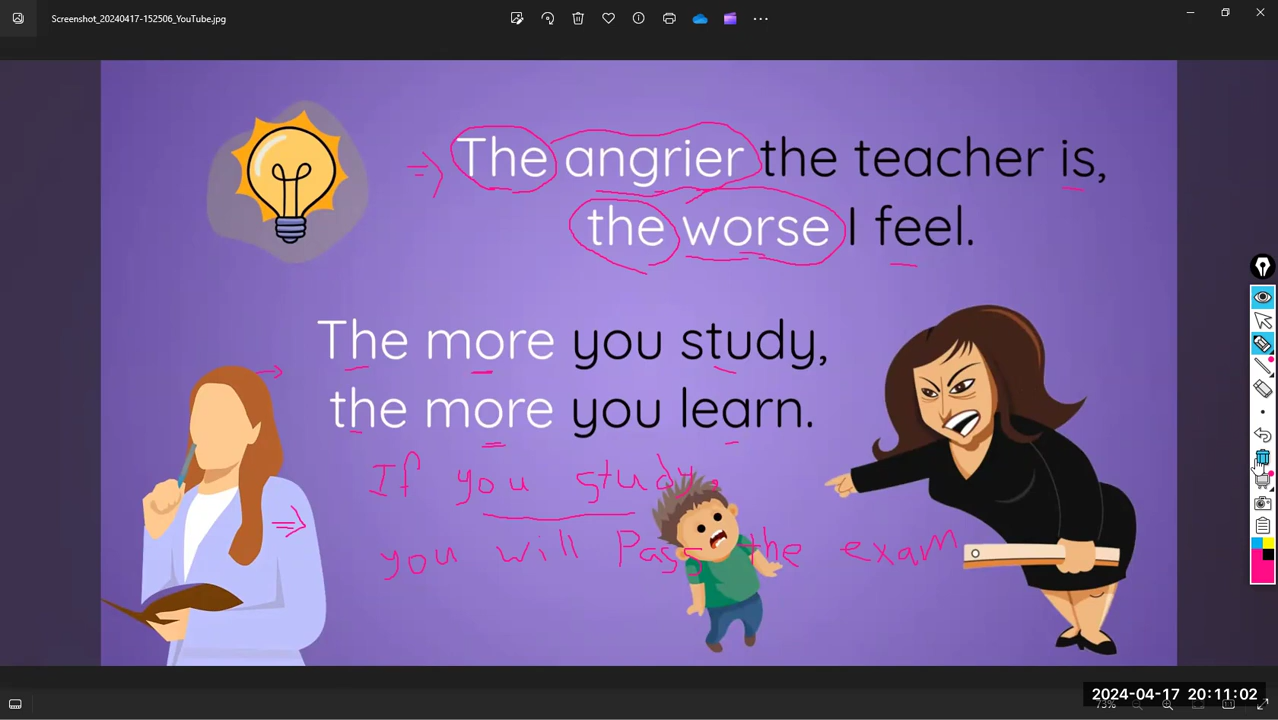 Screenshot_20240417-152506_YouTube.jpg
The angrier the teacher is,
the worse I feel.
The more you study,
the more you learn.
If you study,
you will Pass the exam
2024-04-17 20:11:02
73%